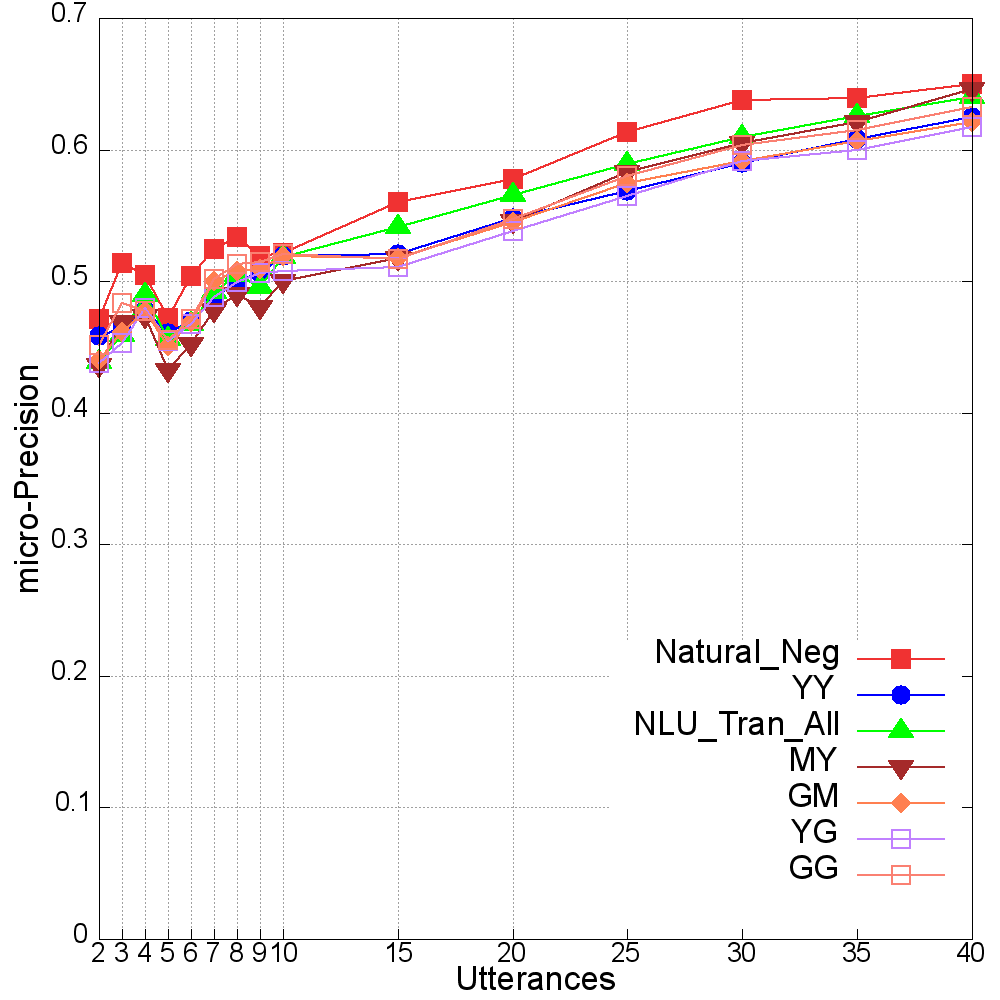 0.7
0.6
0.5
0.4
0.3
0.2
0.1
0
micro-Precision
Natural_Neg
YY
NLU_Tran_All
MY
GM
YG
GG
2 3 4 5 6 7 8 9 10 15 20 25 30 35 40
Utterances